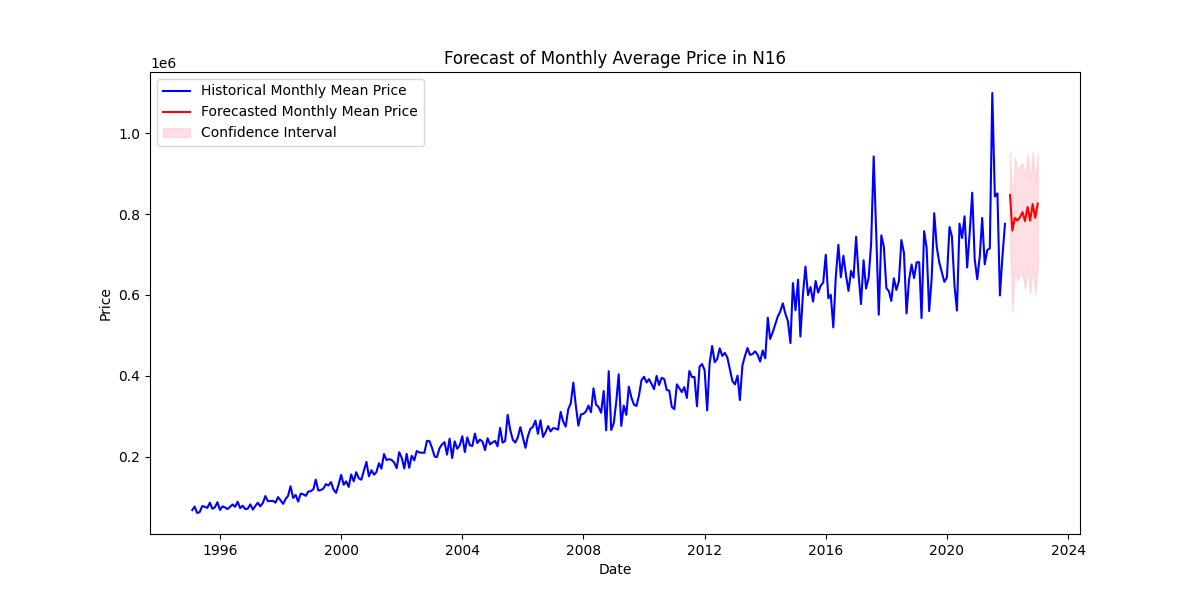 Forecast of Monthly Average Price in N16
1e6
Historical Monthly Mean Price
Forecasted Monthly Mean Price
Confidence Interval
1.0
0.8
0.6
0.4
0.2
Price
1996 2000 2004 2008 2012 2016 2020 2024
Date